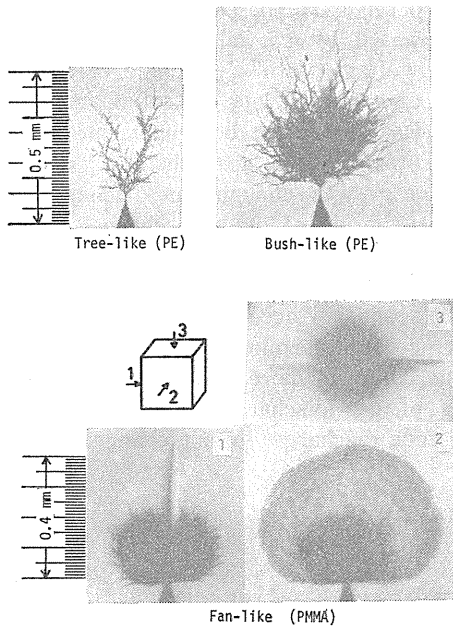 0.5 mm
Tree-like (PE)
Bush-like (PE)
3
1
2
3
1
2
0.4 mm
Fan-like (PMMA)